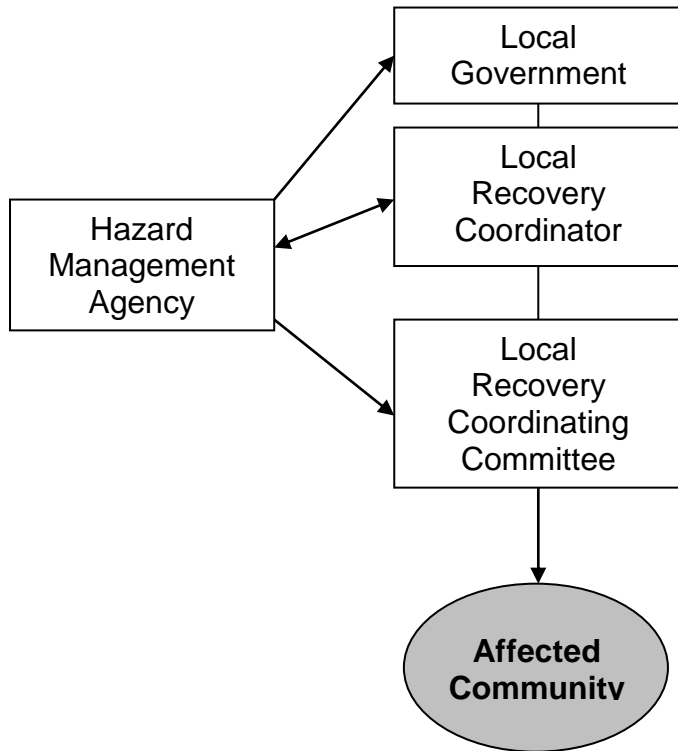 Local
Government
Local
Recovery
Coordinator
Hazard
Management
Agency
Local
Recovery
Coordinating
Committee
Affected
Community